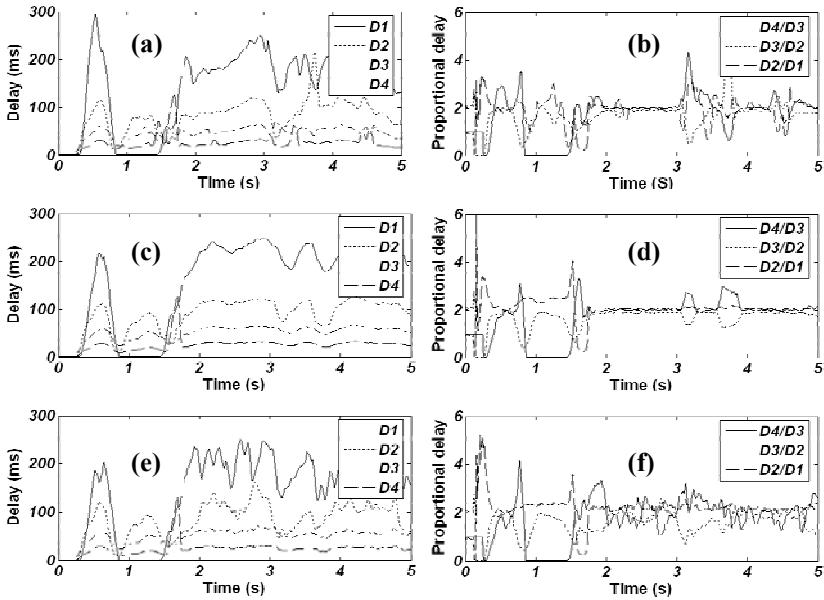 300
200
100
0
Delay (ms)
(a)
D1
D2
D3
D4
0 1 2 3 4 5
Time (s)
6
4
2
0
Proportional delay
(b)
D4/D3
D3/D2
D2/D1
0 1 2 3 4 5
Time (S)
300
200
100
0
Delay (ms)
(c)
D1
D2
D3
D4
0 1 2 3 4 5
Time (s)
6
4
2
0
Proportional delay
(d)
D4/D3
D3/D2
D2/D1
0 1 2 3 4 5
Time (s)
300
200
100
0
Delay (ms)
(e)
D1
D2
D3
D4
0 1 2 3 4 5
Time (s)
6
4
2
0
Proportional delay
(f)
D4/D3
D3/D2
D2/D1
0 1 2 3 4 5
Time (s)